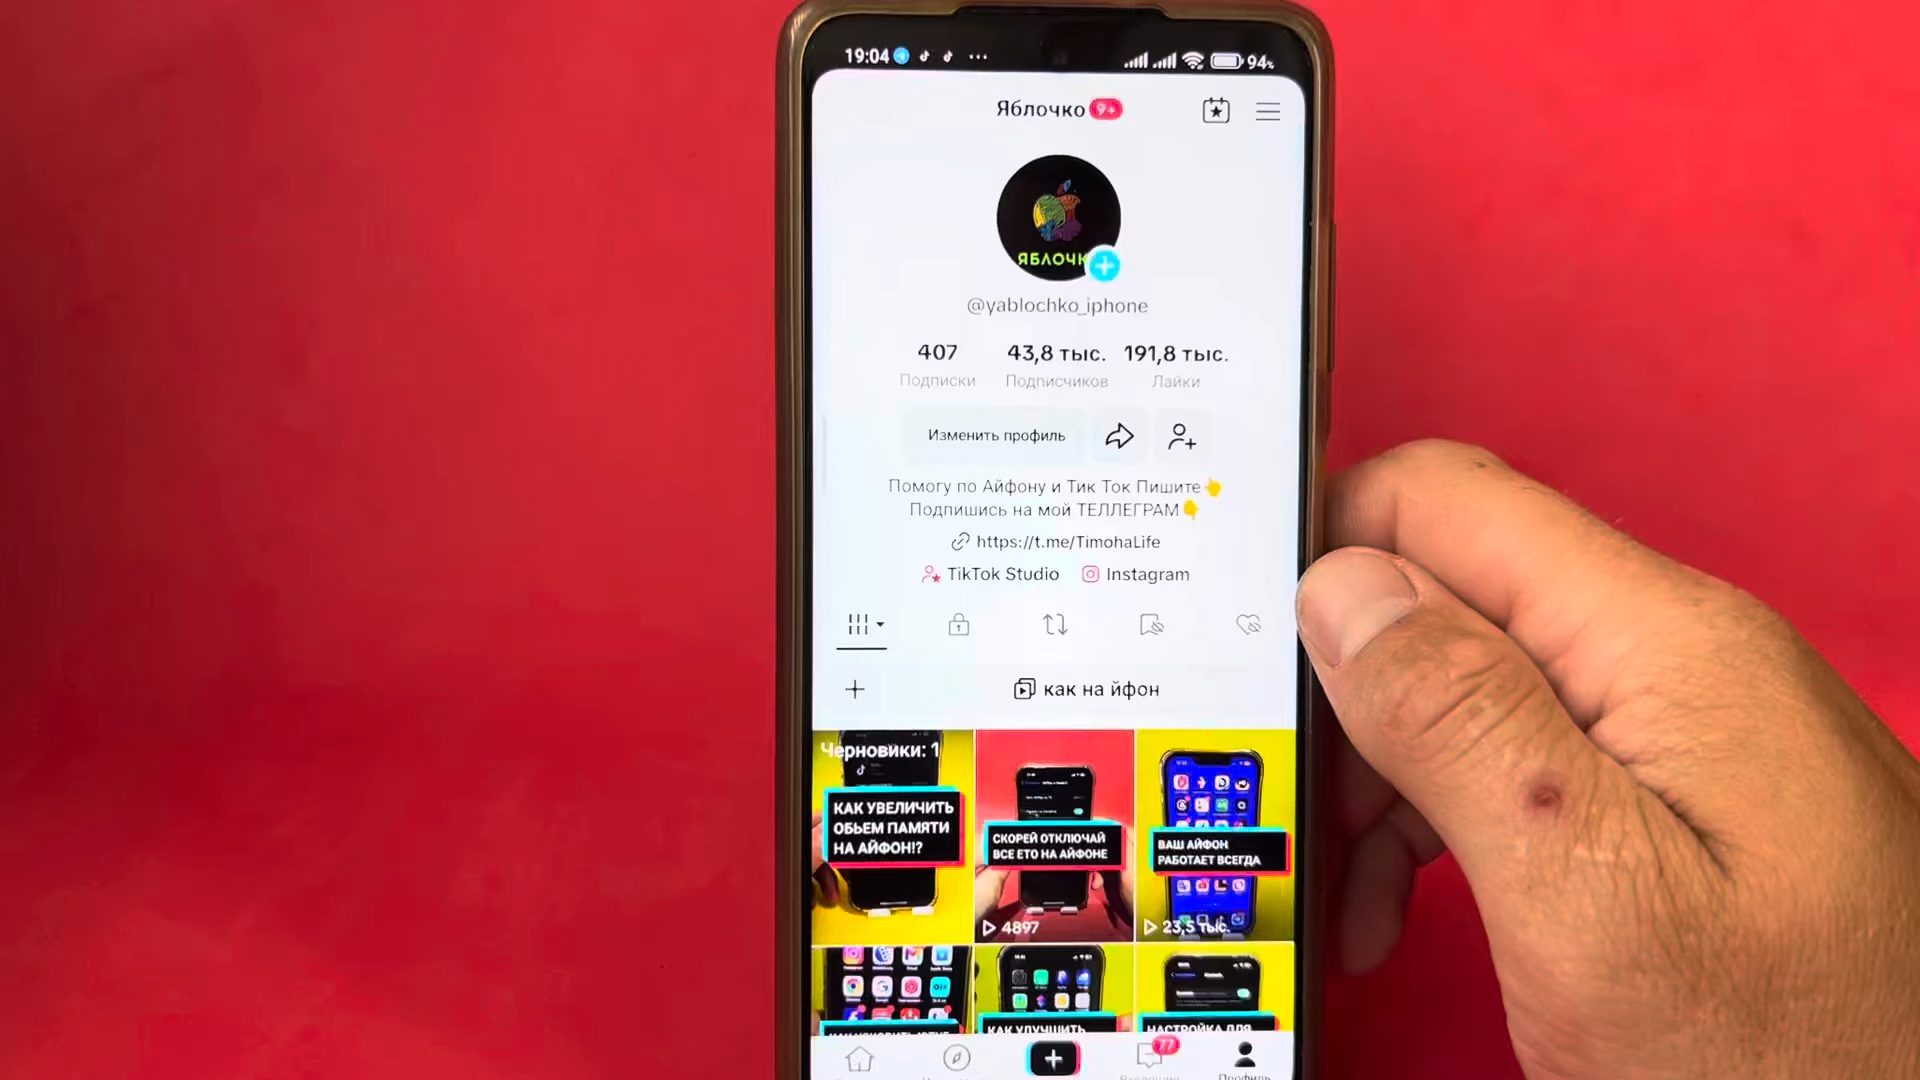 19:04
94%
Яблочко 9+
ЯБЛОЧК
@yablochko_iphone
407 43,8 тыс. 191,8 тыс.
Подписки Подписчиков Лайки
Изменить профиль
Помогу по Айфону и Тик Ток Пишите👆
Подпишись на мой ТЕЛЛЕГРАМ👇
https://t.me/TimohaLife
TikTok Studio Instagram
как на йфон
Черновики: 1
КАК УВЕЛИЧИТЬ
ОБЬЕМ ПАМЯТИ
НА АЙФОН!?
СКОРЕЙ ОТКЛЮЧАЙ
ВСЕ ЕТО НА АЙФОНЕ
4897
ВАШ АЙФОН
РАБОТАЕТ ВСЕГДА
23,5 тыс.
КАК УЛУЧШИТЬ
НАСТРОЙКА ДЛЯ
77
Входящие
Профиль